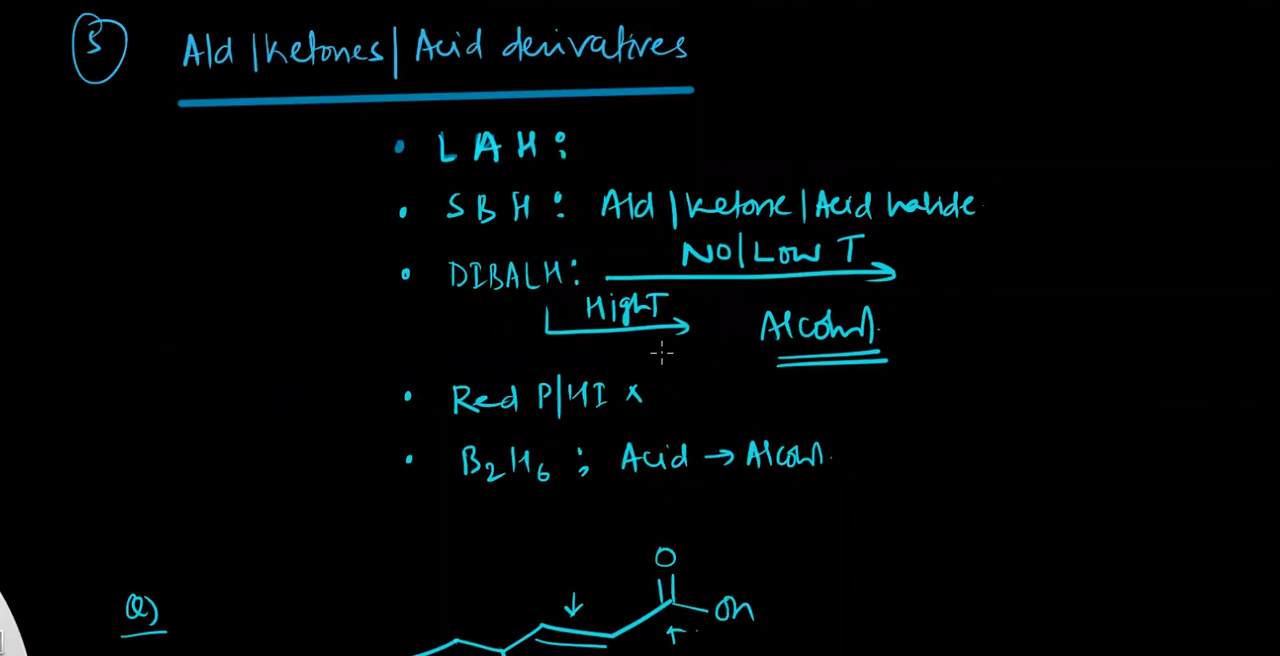 5 Ald/Ketones/Acid derivatives
• LAH:
• SBH: Ald/Ketone/Acid halide
• DIBALH: NO/Low T
High T Alcohol
• Red P/HI x
• B2H6; Acid → Alcohol.
O
Q) OH